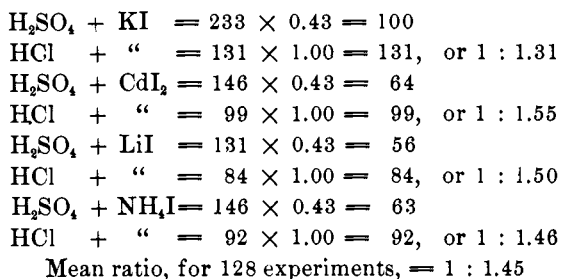 H₂SO₄ + KI = 233 × 0.43 = 100
HCl + “ = 131 × 1.00 = 131, or 1 : 1.31
H₂SO₄ + CdI₂ = 146 × 0.43 = 64
HCl + “ = 99 × 1.00 = 99, or 1 : 1.55
H₂SO₄ + LiI = 131 × 0.43 = 56
HCl + “ = 84 × 1.00 = 84, or 1 : 1.50
H₂SO₄ + NH₄I = 146 × 0.43 = 63
HCl + “ = 92 × 1.00 = 92, or 1 : 1.46
Mean ratio, for 128 experiments, = 1 : 1.45